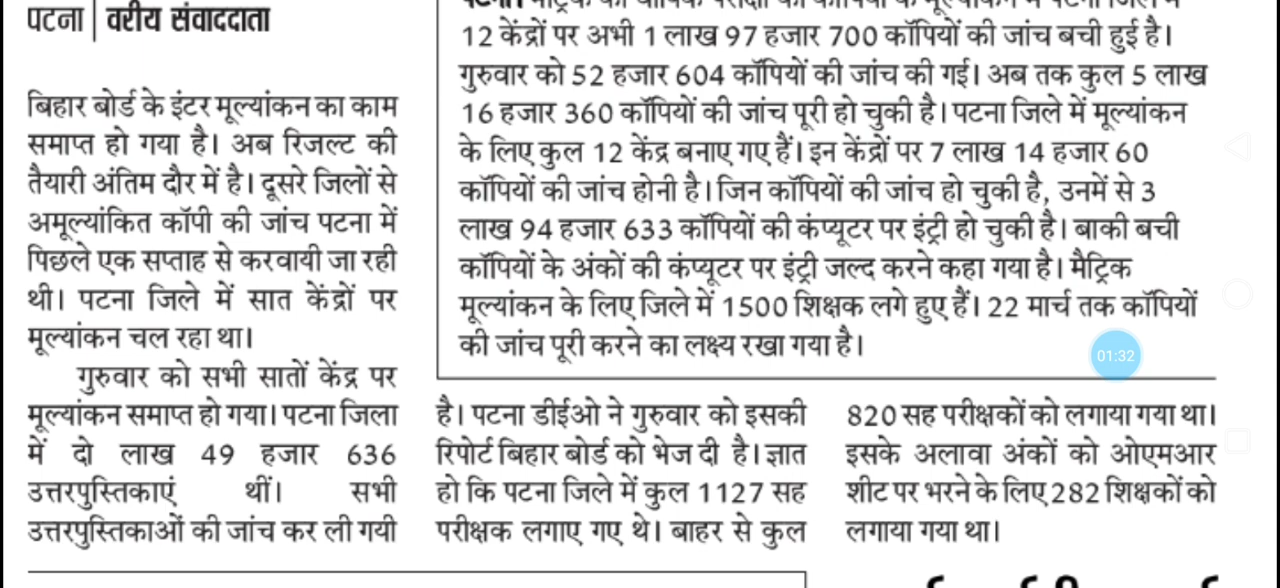 पटना | वरीय संवाददाता
बिहार बोर्ड के इंटर मूल्यांकन का काम
समाप्त हो गया है। अब रिजल्ट की
तैयारी अंतिम दौर में है। दूसरे जिलों से
अमूल्यांकित कॉपी की जांच पटना में
पिछले एक सप्ताह से करवायी जा रही
थी। पटना जिले में सात केंद्रों पर
मूल्यांकन चल रहा था।
गुरुवार को सभी सातों केंद्र पर
मूल्यांकन समाप्त हो गया। पटना जिला
में दो लाख 49 हजार 636
उत्तरपुस्तिकाएं थीं। सभी
उत्तरपुस्तिकाओं की जांच कर ली गयी
12 केंद्रों पर अभी 1 लाख 97 हजार 700 कॉपियों की जांच बची हुई है।
गुरुवार को 52 हजार 604 कॉपियों की जांच की गई। अब तक कुल 5 लाख
16 हजार 360 कॉपियों की जांच पूरी हो चुकी है। पटना जिले में मूल्यांकन
के लिए कुल 12 केंद्र बनाए गए हैं। इन केंद्रों पर 7 लाख 14 हजार 60
कॉपियों की जांच होनी है। जिन कॉपियों की जांच हो चुकी है, उनमें से 3
लाख 94 हजार 633 कॉपियों की कंप्यूटर पर इंट्री हो चुकी है। बाकी बची
कॉपियों के अंकों की कंप्यूटर पर इंट्री जल्द करने कहा गया है। मैट्रिक
मूल्यांकन के लिए जिले में 1500 शिक्षक लगे हुए हैं। 22 मार्च तक कॉपियों
की जांच पूरी करने का लक्ष्य रखा गया है।
01:32
है। पटना डीईओ ने गुरुवार को इसकी
रिपोर्ट बिहार बोर्ड को भेज दी है। ज्ञात
हो कि पटना जिले में कुल 1127 सह
परीक्षक लगाए गए थे। बाहर से कुल
820 सह परीक्षकों को लगाया गया था।
इसके अलावा अंकों को ओएमआर
शीट पर भरने के लिए 282 शिक्षकों को
लगाया गया था।